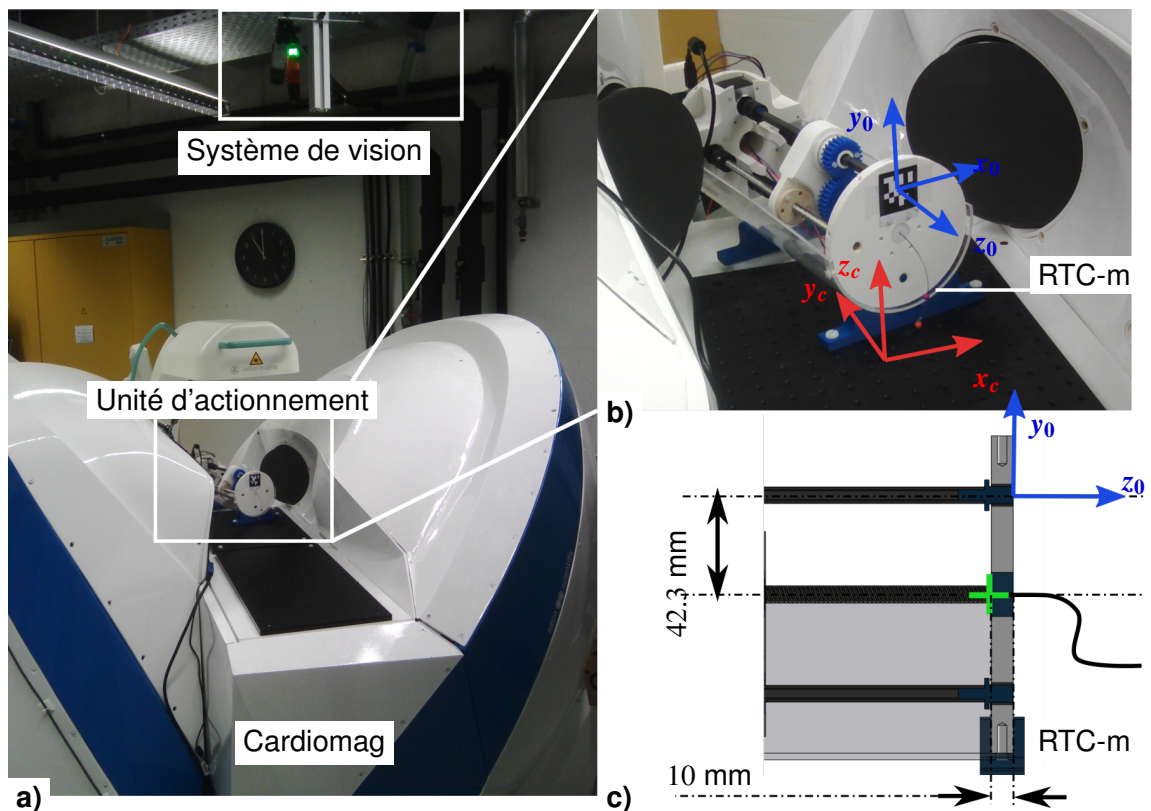 Système de vision
Unité d'actionnement
Cardiomag
a)
y0
x0
z0
RTC-m
zc
yc
xc
b)
y0
z0
42.3 mm
RTC-m
10 mm
c)